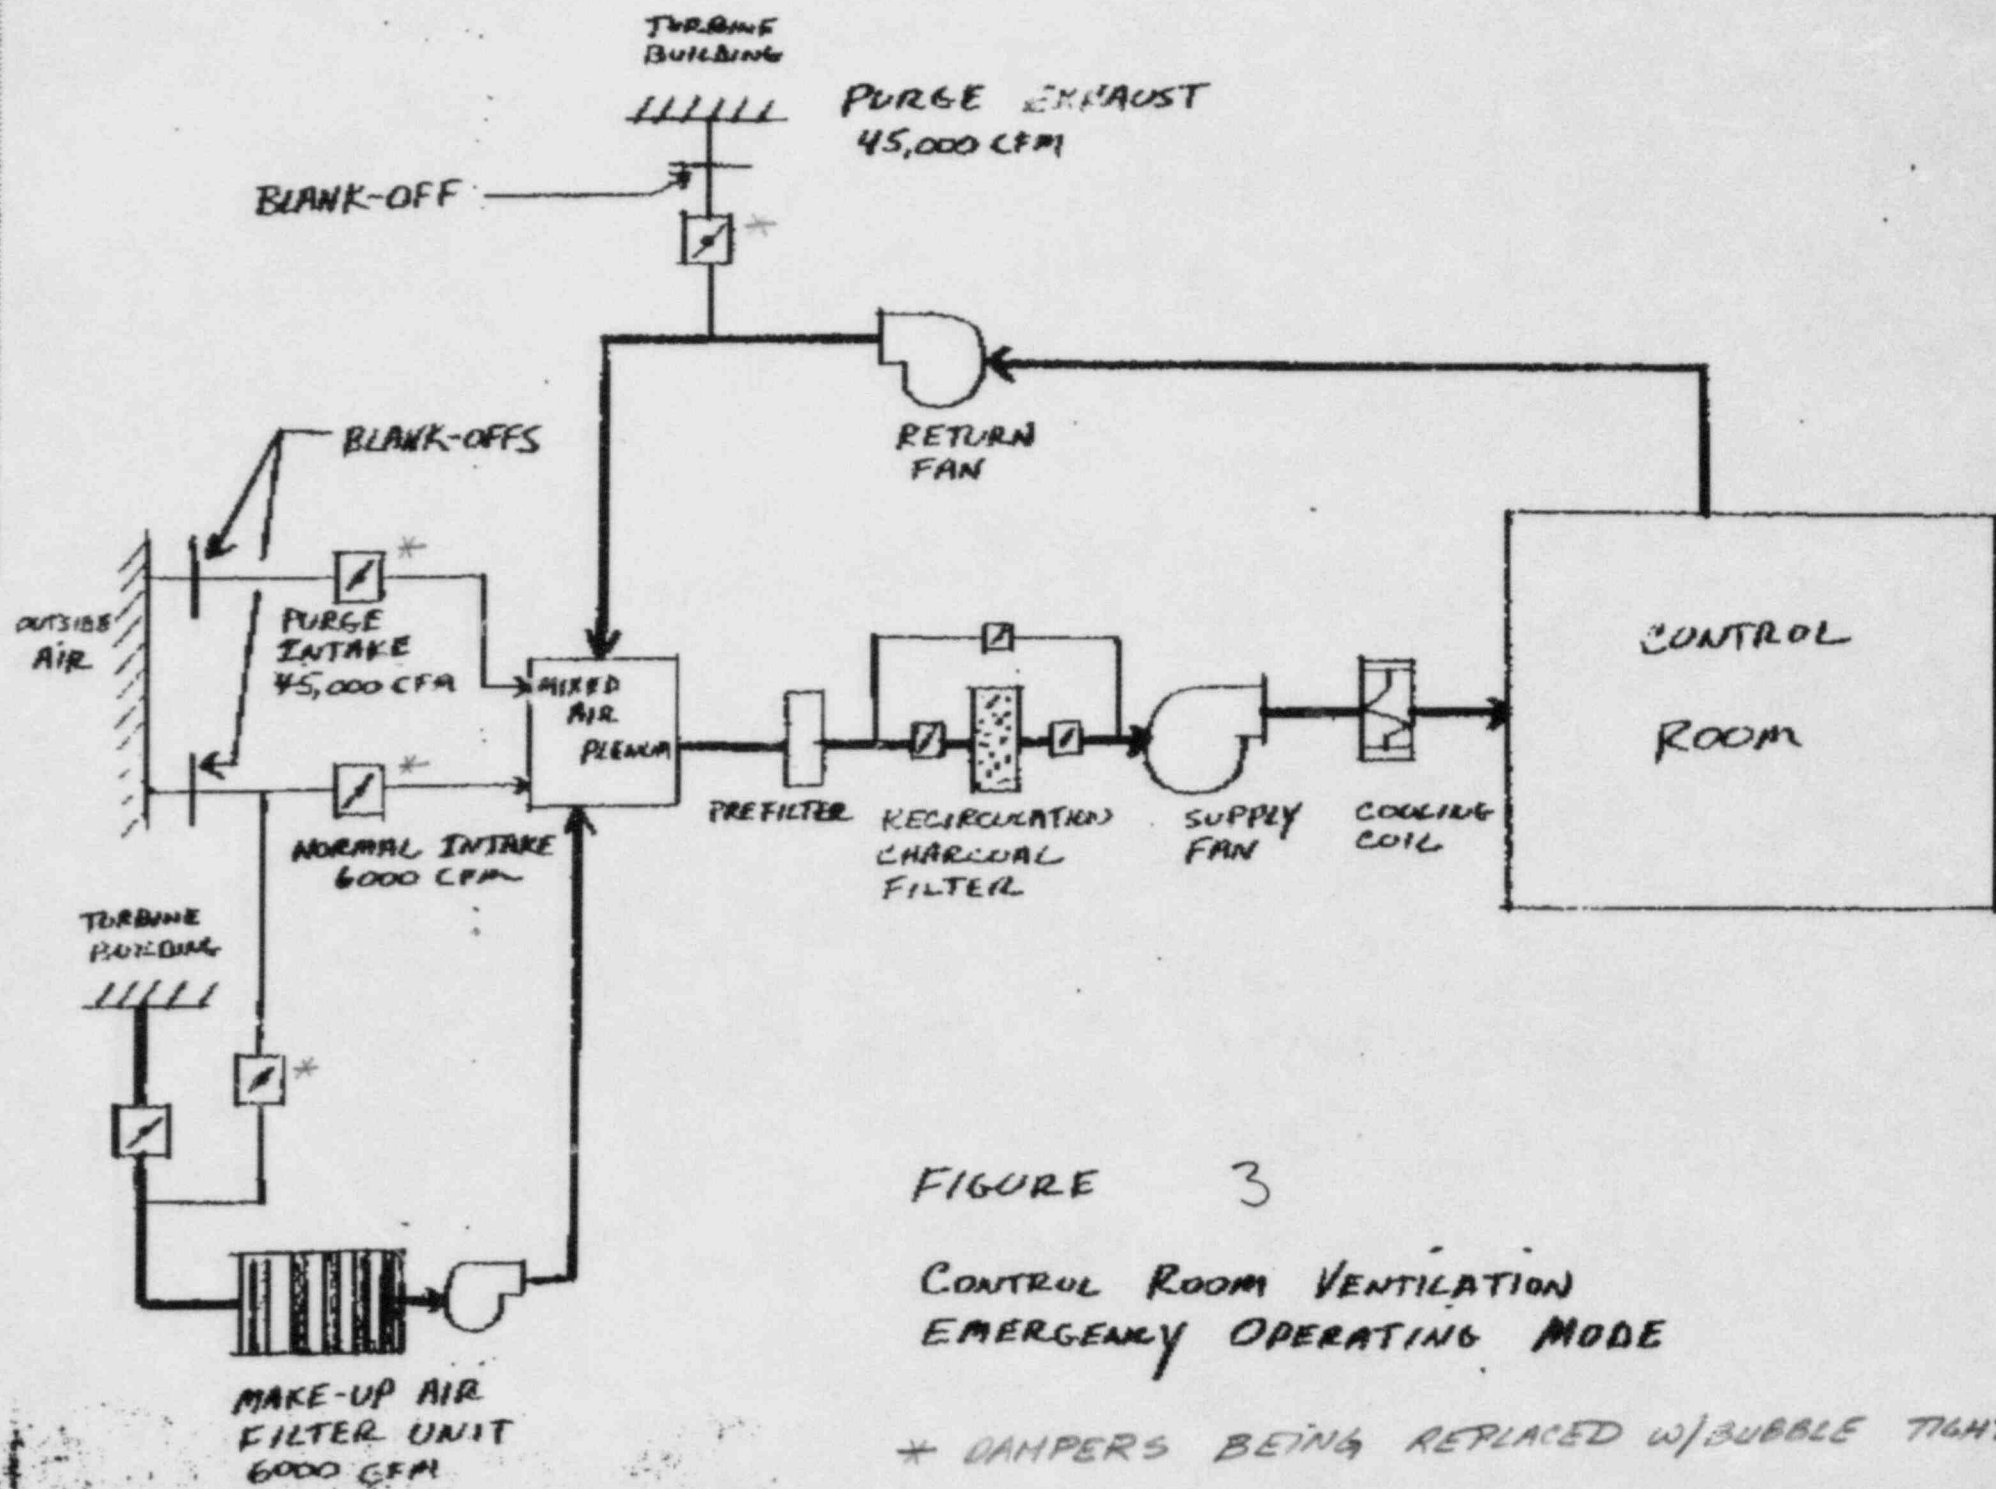 TURBINE
BUILDING
PURGE EXHAUST
45,000 CFM
BLANK-OFF
*
RETURN
FAN
BLANK-OFFS
*
OUTSIDE
AIR
PURGE
INTAKE
45,000 CFM
MIXED
AIR
PLENUM
CONTROL
ROOM
*
NORMAL INTAKE
6000 CFM
PREFILTER
RECIRCULATION
CHARCOAL
FILTER
SUPPLY
FAN
COOLING
COIL
TURBINE
BUILDING
*
MAKE-UP AIR
FILTER UNIT
6000 CFM
FIGURE 3
CONTROL ROOM VENTILATION
EMERGENCY OPERATING MODE
* DAMPERS BEING REPLACED W/BUBBLE TIGHT